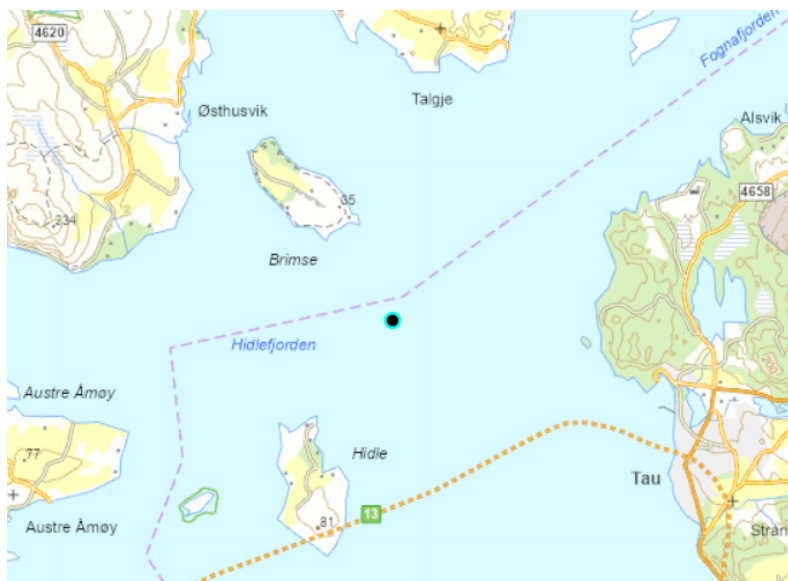 4620
Fognafjorden
Talgje
Østhusvik
Alsvik
4658
35
234
Brimse
Hidlefjorden
200
Austre Åmøy
77
Hidle
Tau
13
81
Austre Åmøy
Stran